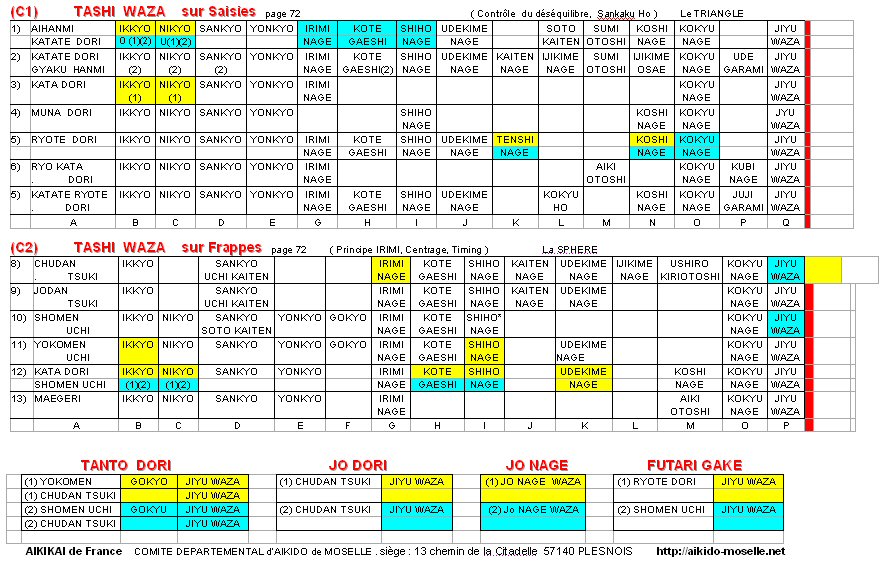 (C1) TASHI WAZA sur Saisies page 72 ( Contrôle du déséquilibre, Sankaku Ho ) Le TRIANGLE
1) AIHANMI IKKYO NIKYO SANKYO YONKYO IRIMI KOTE SHIHO UDEKIME SOTO SUMI KOSHI KOKYU JIYU
KATATE DORI 0 (1)(2) U(1)(2) NAGE GAESHI NAGE NAGE KAITEN OTOSHI NAGE NAGE WAZA
2) KATATE DORI IKKYO NIKYO SANKYO YONKYO IRIMI KOTE SHIHO UDEKIME KAITEN IJIKIME SUMI IJIKIME KOKYU UDE JIYU
GYAKU HANMI (2) (2) (2) NAGE GAESHI(2) NAGE NAGE NAGE NAGE OTOSHI OSAE NAGE GARAMI WAZA
3) KATA DORI IKKYO NIKYO SANKYO YONKYO IRIMI KOKYU JIYU
(1) (1) NAGE NAGE WAZA
4) MUNA DORI IKKYO NIKYO SANKYO YONKYO SHIHO KOSHI KOKYU JYU
NAGE NAGE NAGE WAZA
5) RYOTE DORI IKKYO NIKYO SANKYO YONKYO IRIMI KOTE SHIHO UDEKIME TENSHI KOSHI KOKYU JIYU
NAGE GAESHI NAGE NAGE NAGE NAGE NAGE WAZA
6) RYO KATA IKKYO NIKYO SANKYO YONKYO IRIMI AIKI KOKYU KUBI JIYU
. DORI NAGE OTOSHI NAGE NAGE WAZA
5) KATATE RYOTE IKKYO NIKYO SANKYO YONKYO IRIMI KOTE SHIHO UDEKIME KOKYU KOSHI KOKYU JUJI JIYU
. DORI NAGE GAESHI NAGE NAGE HO NAGE NAGE GARAMI WAZA
A B C D E G H I J K L M N O P Q
(C2) TASHI WAZA sur Frappes page 72 ( Principe IRIMI, Centrage, Timing ) La SPHERE
8) CHUDAN IKKYO SANKYO IRIMI KOTE SHIHO KAITEN UDEKIME IJIKIME USHIRO KOKYU JIYU
. TSUKI UCHI KAITEN NAGE GAESHI NAGE NAGE NAGE NAGE KIRIOTOSHI NAGE WAZA
9) JODAN IKKYO SANKYO IRIMI KOTE SHIHO KAITEN UDEKIME KOKYU JIYU
TSUKI UCHI KAITEN NAGE GAESHI NAGE NAGE NAGE NAGE WAZA
10) SHOMEN IKKYO NIKYO SANKYO YONKYO GOKYO IRIMI KOTE SHIHO* KOKYU JIYU
UCHI SOTO KAITEN NAGE GAESHI NAGE NAGE WAZA
11) YOKOMEN IKKYO NIKYO SANKYO YONKYO GOKYO IRIMI KOTE SHIHO UDEKIME KOKYU JIYU
UCHI NAGE GAESHI NAGE NAGE NAGE WAZA
12) KATA DORI IKKYO NIKYO SANKYO YONKYO IRIMI KOTE SHIHO UDEKIME KOSHI KOKYU JIYU
SHOMEN UCHI (1)(2) (1)(2) NAGE GAESHI NAGE NAGE NAGE NAGE WAZA
13) MAEGERI SANKYO YONKYO IRIMI AIKI KOKYU JIYU
NAGE OTOSHI NAGE WAZA
A B C D E F G H I J K L M O P
TANTO DORI JO DORI JO NAGE FUTARI GAKE
(1) YOKOMEN GOKYO JIYU WAZA (1) CHUDAN TSUKI JIYU WAZA (1) JO NAGE WAZA (1) RYOTE DORI JIYU WAZA
(1) CHUDAN TSUKI JIYU WAZA
(2) SHOMEN UCHI GOKYU JIYU WAZA (2) CHUDAN TSUKI JIYU WAZA (2) Jo NAGE WAZA (2) SHOMEN UCHI JIYU WAZA
(2) CHUDAN TSUKI JIYU WAZA
AIKIKAI de France COMITE DEPARTEMENTAL d'AIKIDO de MOSELLE . siège : 13 chemin de la Citadelle 57140 PLESNOIS http://aikido-moselle.net